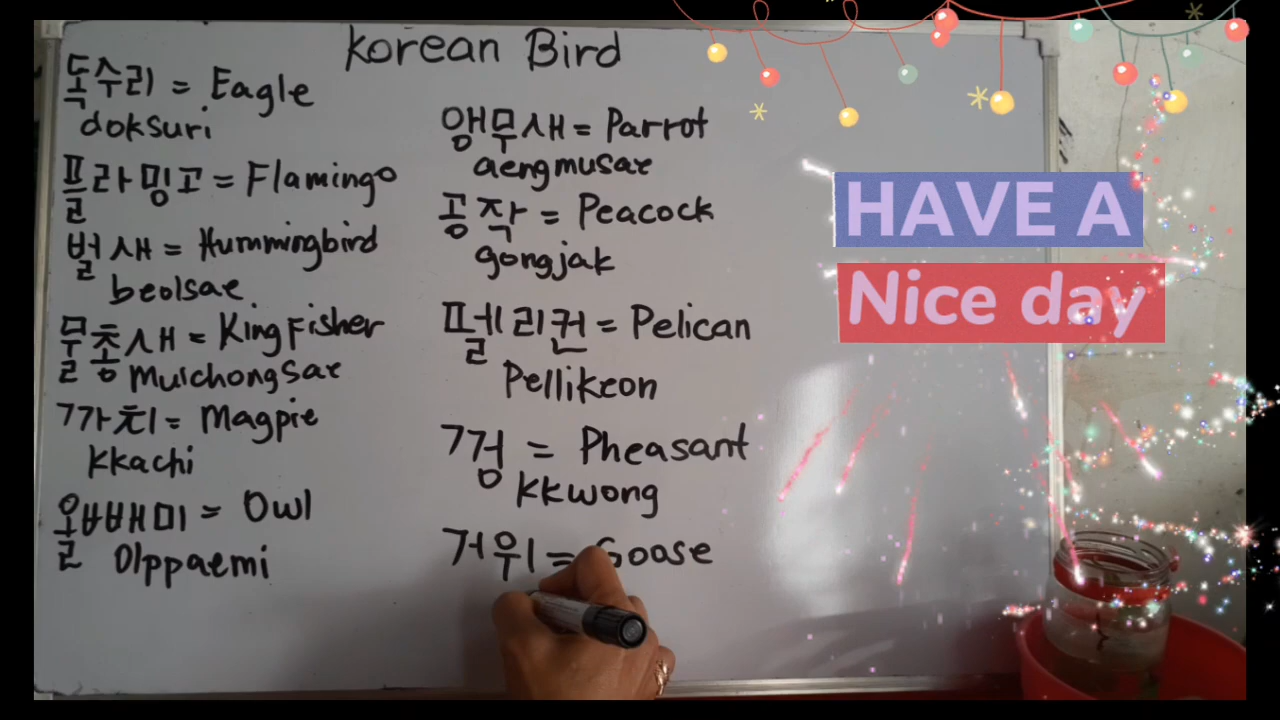 Korean Bird
독수리 = Eagle
doksuri
플라밍고 = Flamingo
벌새 = Hummingbird
beolsae
물총새 = Kingfisher
Mulchongsae
까치 = Magpie
kkachi
올빼미 = Owl
Olppaemi
앵무새 = Parrot
aengmusae
공작 = Peacock
gongjak
펠리컨 = Pelican
Pellikeon
꿩 = Pheasant
kkwong
거위 = Goose
HAVE A
Nice day